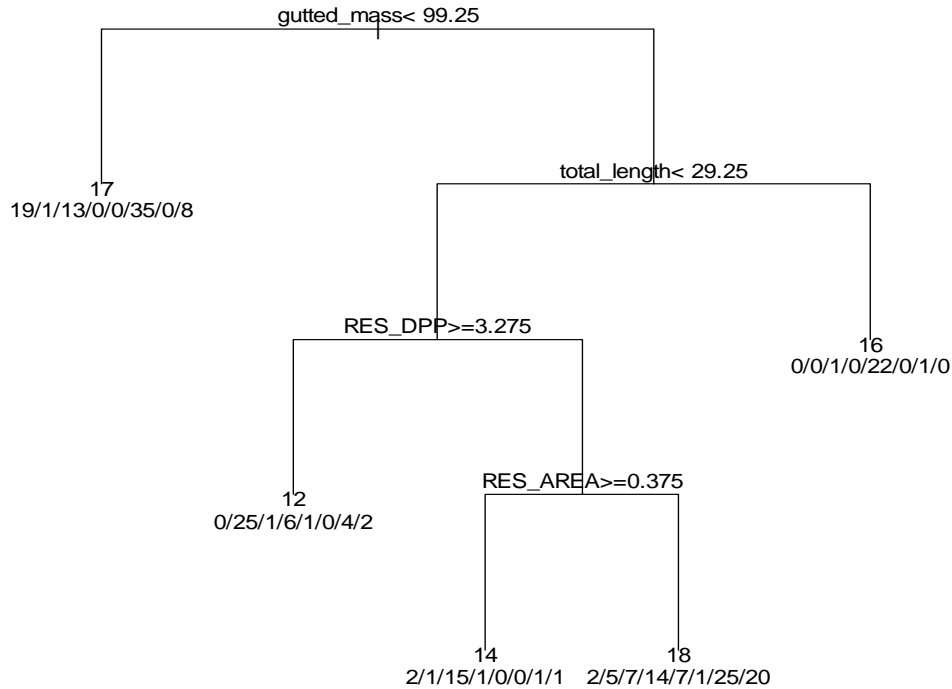 gutted_mass< 99.25
17
19/1/13/0/0/35/0/8
total_length< 29.25
RES_DPP>=3.275
16
0/0/1/0/22/0/1/0
12
0/25/1/6/1/0/4/2
RES_AREA>=0.375
14
2/1/15/1/0/0/1/1
18
2/5/7/14/7/1/25/20